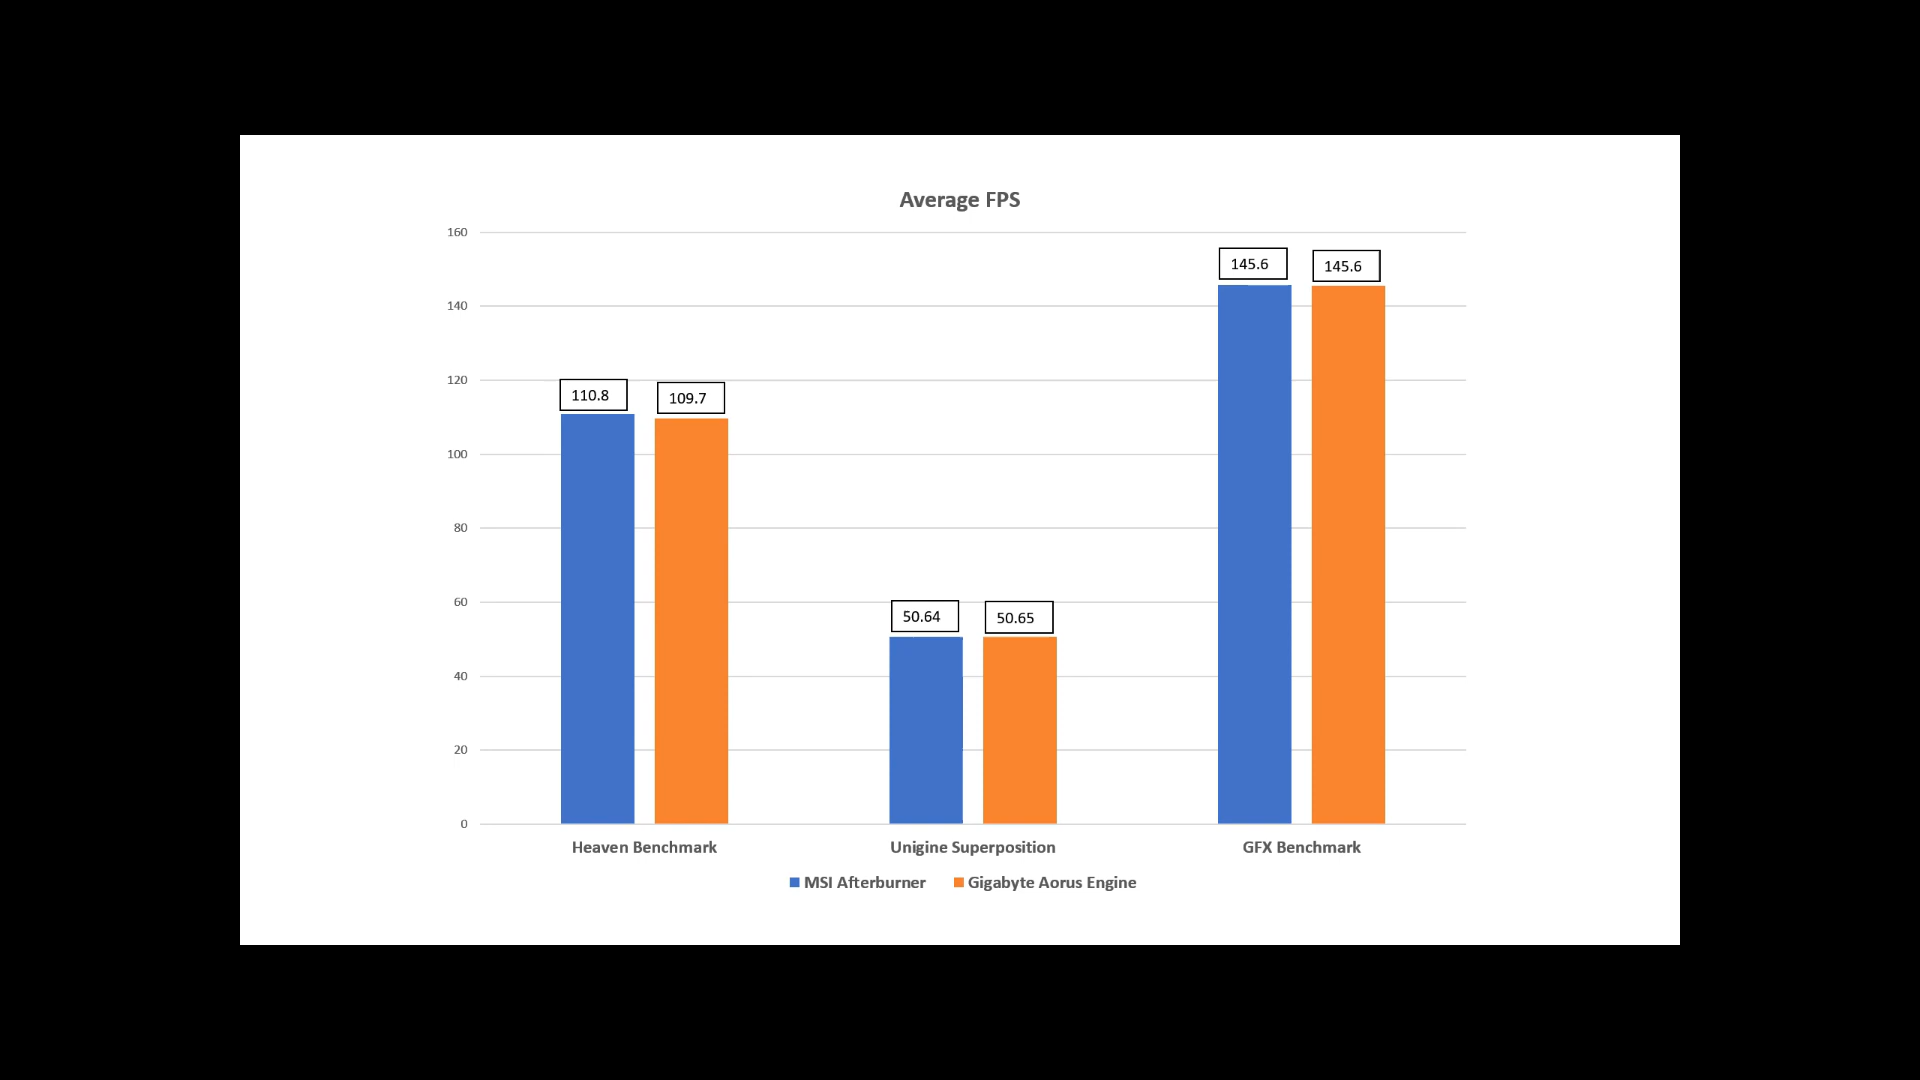 Average FPS
160
140
120
100
80
60
40
20
0
110.8
109.7
50.64
50.65
145.6
145.6
Heaven Benchmark
Unigine Superposition
GFX Benchmark
MSI Afterburner
Gigabyte Aorus Engine